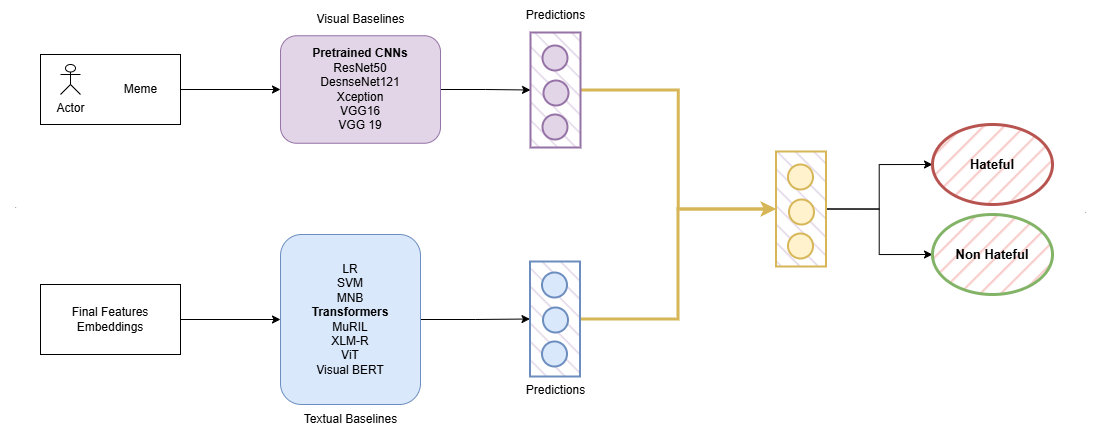 Visual Baselines
Predictions
Actor
Meme
Pretrained CNNs
ResNet50
DesnseNet121
Xception
VGG16
VGG 19
Hateful
Non Hateful
Final Features
Embeddings
LR
SVM
MNB
Transformers
MuRIL
XLM-R
ViT
Visual BERT
Predictions
Textual Baselines